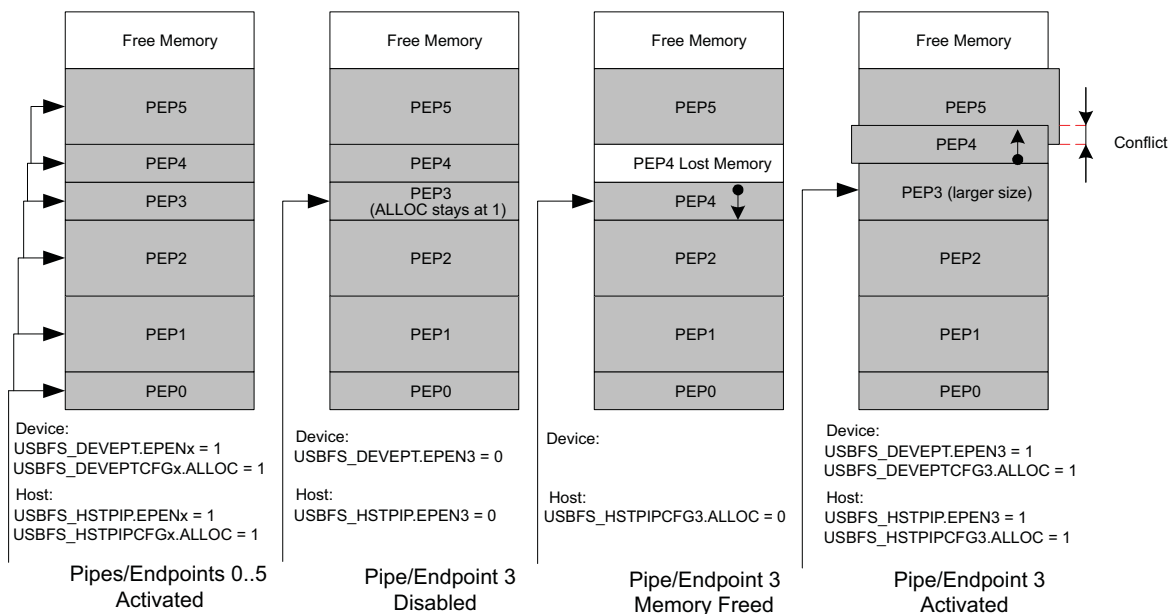 Free Memory
PEP5
PEP4
PEP3
PEP2
PEP1
PEP0
Device:
USBFS_DEVEPT.EPENx = 1
USBFS_DEVEPTCFGx.ALLOC = 1
Host:
USBFS_HSTPIP.EPENx = 1
USBFS_HSTPIPCFGx.ALLOC = 1
Pipes/Endpoints 0..5
Activated
Free Memory
PEP5
PEP4
PEP3
(ALLOC stays at 1)
PEP2
PEP1
PEP0
Device:
USBFS_DEVEPT.EPEN3 = 0
Host:
USBFS_HSTPIP.EPEN3 = 0
Pipe/Endpoint 3
Disabled
Free Memory
PEP5
PEP4 Lost Memory
PEP4
PEP2
PEP1
PEP0
Device:
Host:
USBFS_HSTPIPCFG3.ALLOC = 0
Pipe/Endpoint 3
Memory Freed
Free Memory
PEP5
PEP4
Conflict
PEP3 (larger size)
PEP2
PEP1
PEP0
Device:
USBFS_DEVEPT.EPEN3 = 1
USBFS_DEVEPTCFG3.ALLOC = 1
Host:
USBFS_HSTPIP.EPEN3 = 1
USBFS_HSTPIPCFG3.ALLOC = 1
Pipe/Endpoint 3
Activated